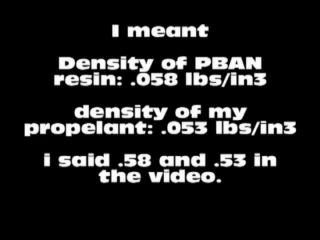 I meant
Density of PBAN
resin: .058 lbs/in3
density of my
propelant: .053 lbs/in3
i said .58 and .53 in
the video.